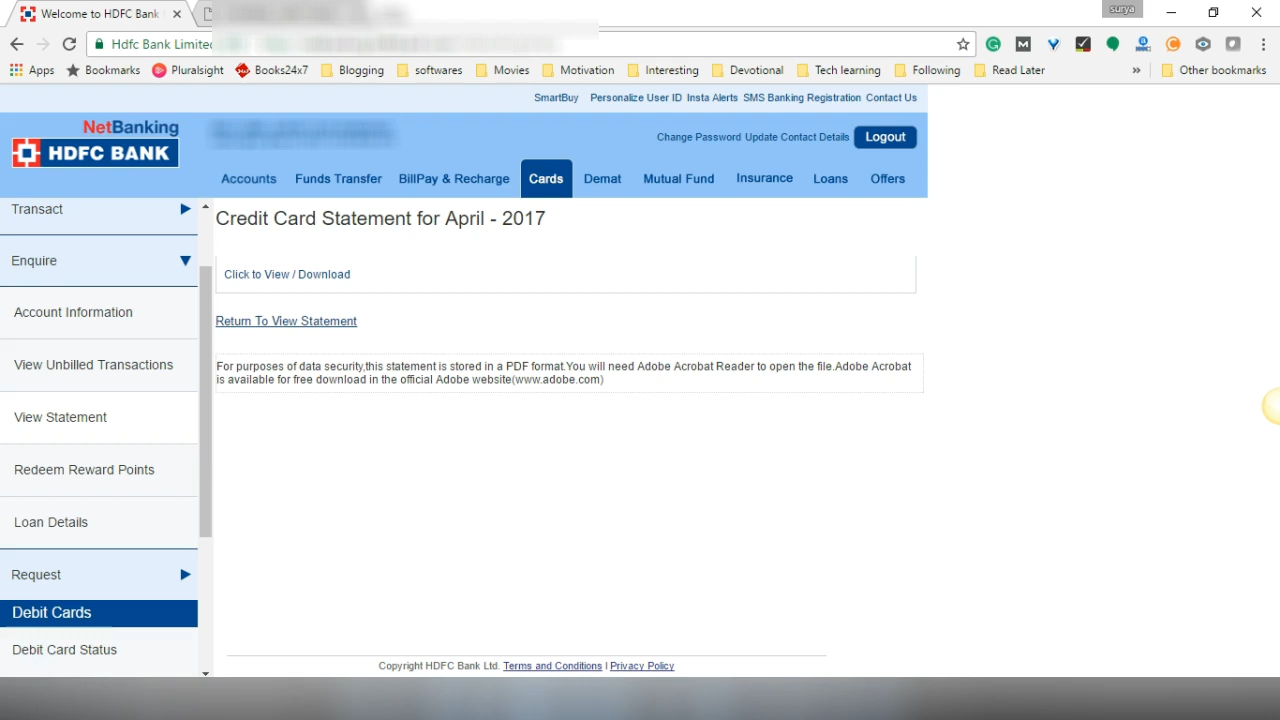 Welcome to HDFC Bank
surya
Hdfc Bank Limited
Apps Bookmarks Pluralsight Books24x7 Blogging softwares Movies Motivation Interesting Devotional Tech learning Following Read Later » Other bookmarks
SmartBuy Personalize User ID Insta Alerts SMS Banking Registration Contact Us
NetBanking
HDFC BANK
Change Password Update Contact Details Logout
Accounts Funds Transfer BillPay & Recharge Cards Demat Mutual Fund Insurance Loans Offers
Transact
Enquire
Account Information
View Unbilled Transactions
View Statement
Redeem Reward Points
Loan Details
Request
Debit Cards
Debit Card Status
Credit Card Statement for April - 2017
Click to View / Download
Return To View Statement
For purposes of data security,this statement is stored in a PDF format.You will need Adobe Acrobat Reader to open the file.Adobe Acrobat
is available for free download in the official Adobe website(www.adobe.com)
Copyright HDFC Bank Ltd. Terms and Conditions | Privacy Policy